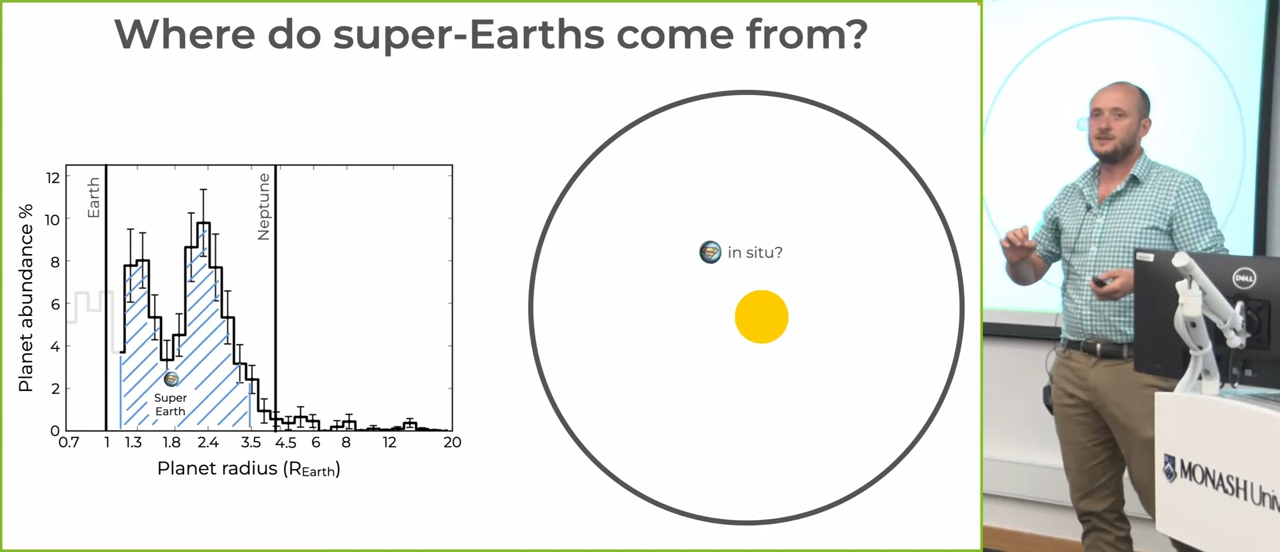 Where do super-Earths come from?
12
10
8
6
4
2
0
Planet abundance %
Earth
Neptune
Super
Earth
0.7 1 1.3 1.8 2.4 3.5 4.5 6 8 12 20
Planet radius (REarth)
in situ?
DELL
MONASH